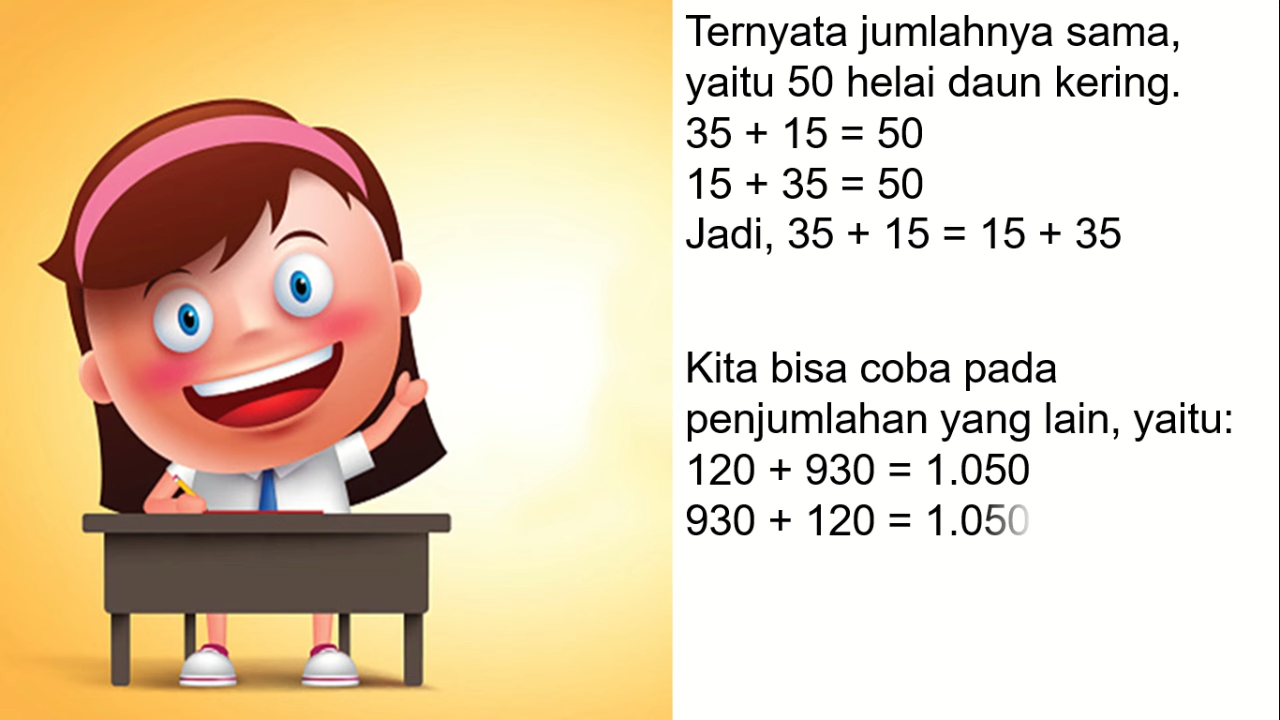 Ternyata jumlahnya sama,
yaitu 50 helai daun kering.
35 + 15 = 50
15 + 35 = 50
Jadi, 35 + 15 = 15 + 35
Kita bisa coba pada
penjumlahan yang lain, yaitu:
120 + 930 = 1.050
930 + 120 = 1.050